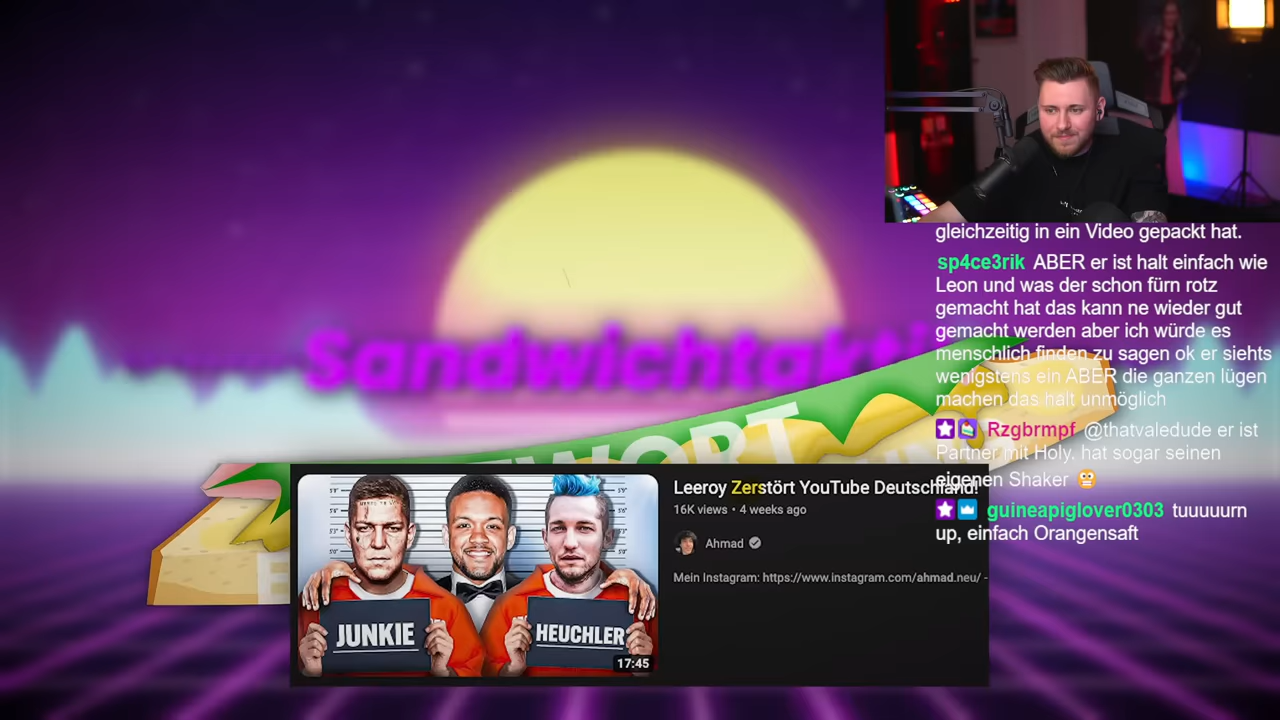 Sandwichtakti
TWORT
E
Leeroy Zerstört YouTube Deutschland
16K views • 4 weeks ago
Ahmad
Mein Instagram: https://www.instagram.com/ahmad.neu/ -
JUNKIE
HEUCHLER
17:45
gleichzeitig in ein Video gepackt hat.
sp4ce3rik ABER er ist halt einfach wie
Leon und was der schon fürn rotz
gemacht hat das kann ne wieder gut
gemacht werden aber ich würde es
menschlich finden zu sagen ok er siehts
wenigstens ein ABER die ganzen lügen
machen das halt unmöglich
Rzgbrmpf @thatvaledude er ist
Partner mit Holy. hat sogar seinen
eigenen Shaker
guineapiglover0303 tuuuuurn
up, einfach Orangensaft